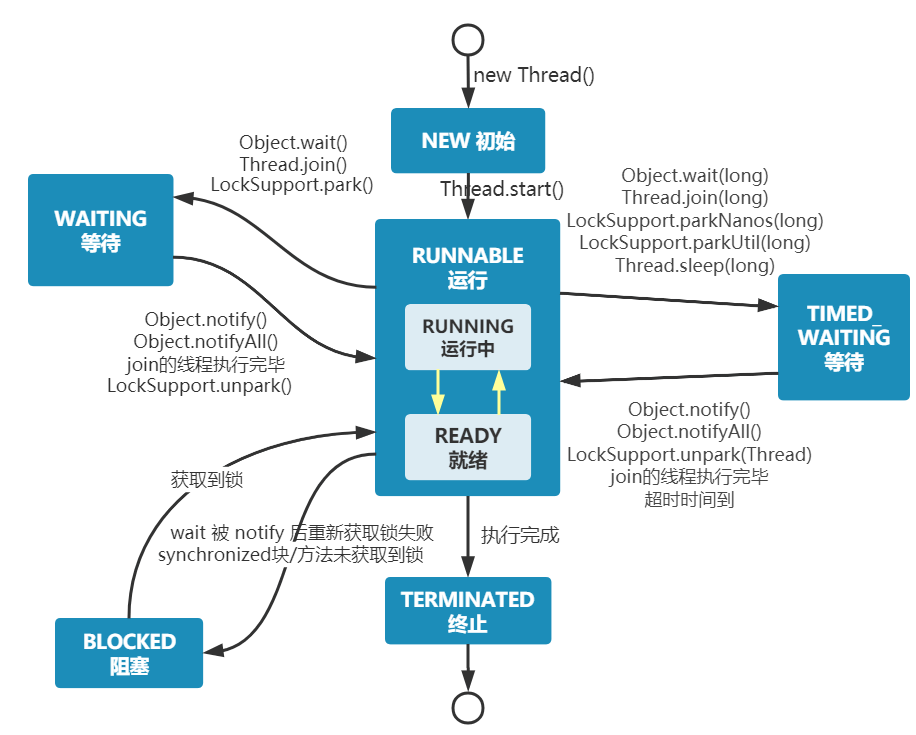 new Thread()
NEW 初始
Thread.start()
Object.wait()
Thread.join()
LockSupport.park()
WAITING
等待
Object.notify()
Object.notifyAll()
join的线程执行完毕
LockSupport.unpark()
RUNNABLE
运行
RUNNING
运行中
READY
就绪
Object.wait(long)
Thread.join(long)
LockSupport.parkNanos(long)
LockSupport.parkUtil(long)
Thread.sleep(long)
TIMED_
WAITING
等待
Object.notify()
Object.notifyAll()
LockSupport.unpark(Thread)
join的线程执行完毕
超时时间到
获取到锁
wait 被 notify 后重新获取锁失败
synchronized块/方法未获取到锁
BLOCKED
阻塞
执行完成
TERMINATED
终止